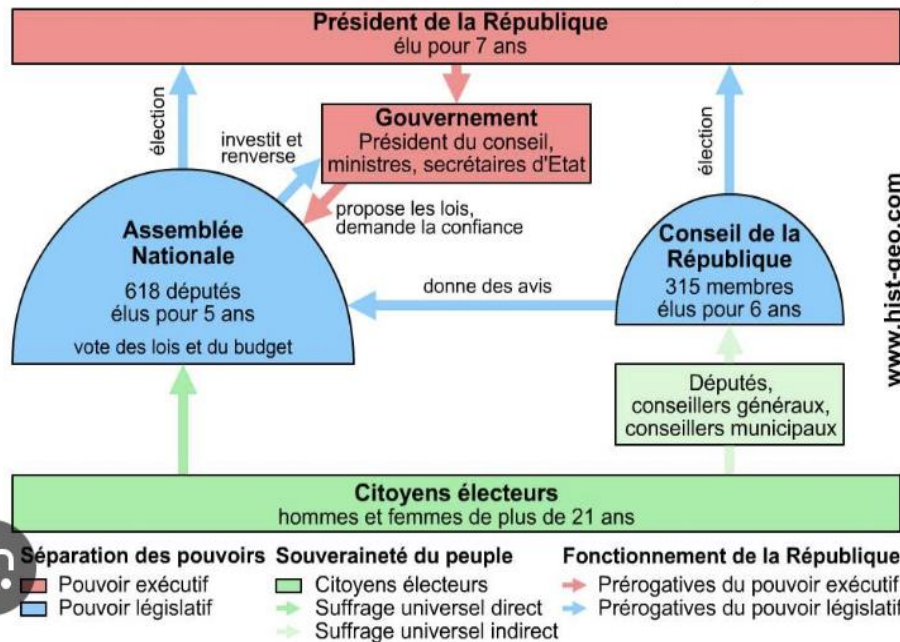 Président de la République
élu pour 7 ans
élection
investit et
renverse
Gouvernement
Président du conseil,
ministres, secrétaires d'Etat
élection
propose les lois,
demande la confiance
Assemblée
Nationale
618 députés
élus pour 5 ans
vote des lois et du budget
donne des avis
Conseil de la
République
315 membres
élus pour 6 ans
www.hist-geo.com
Députés,
conseillers généraux,
conseillers municipaux
Citoyens électeurs
hommes et femmes de plus de 21 ans
Séparation des pouvoirs
Pouvoir exécutif
Pouvoir législatif
Souveraineté du peuple
Citoyens électeurs
Suffrage universel direct
Suffrage universel indirect
Fonctionnement de la République
Prérogatives du pouvoir exécutif
Prérogatives du pouvoir législatif